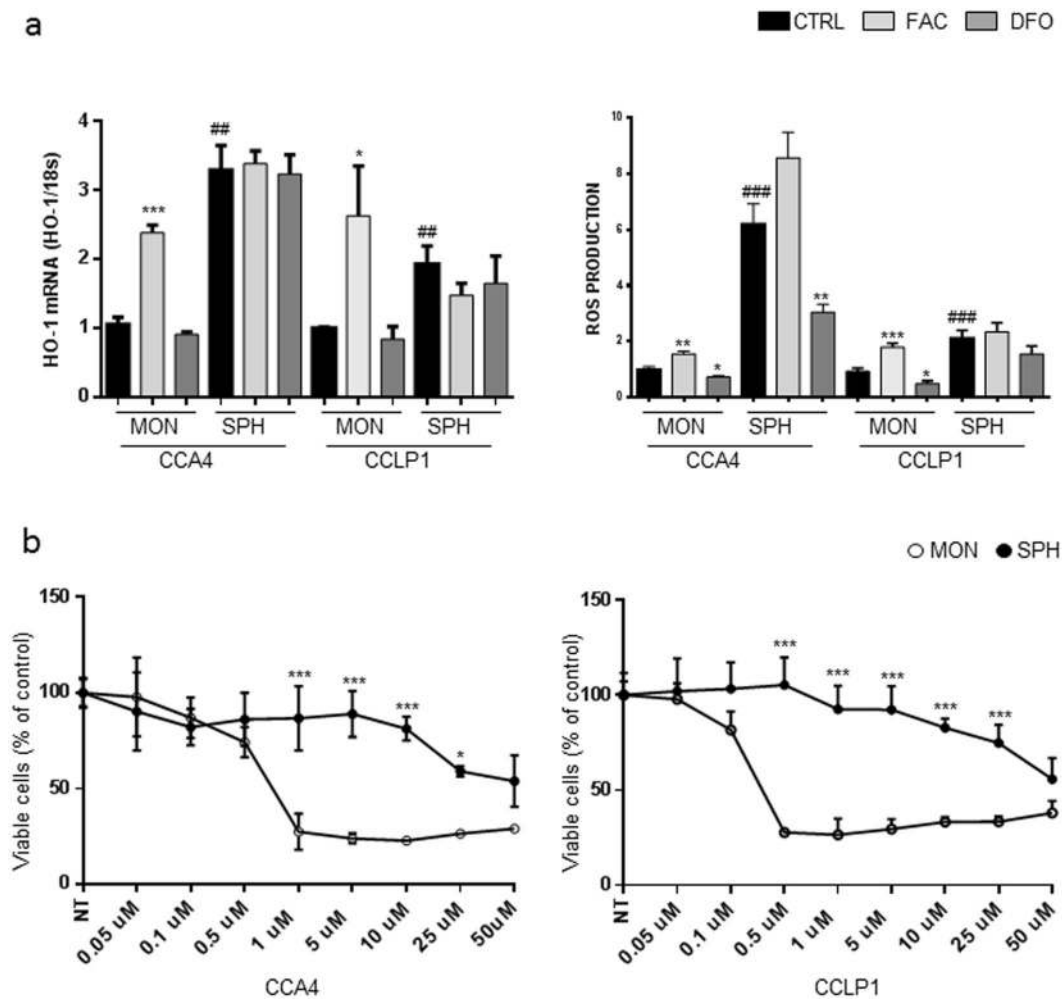 a
CTRL FAC DFO
HO-1 mRNA (HO-1/18s)
4
3
2
1
0
##
***
*
##
MON SPH MON SPH
CCA4 CCLP1
ROS PRODUCTION
10
8
6
4
2
0
###
**
**
*
***
*
###
MON SPH MON SPH
CCA4 CCLP1
b
MON SPH
Viable cells (% of control)
150
100
50
0
*** *** *** *
NT 0.05 uM 0.1 uM 0.5 uM 1 uM 5 uM 10 uM 25 uM 50uM
CCA4
Viable cells (% of control)
150
100
50
0
*** *** *** *** ***
NT 0.05 uM 0.1 uM 0.5 uM 1 uM 5 uM 10 uM 25 uM 50 uM
CCLP1